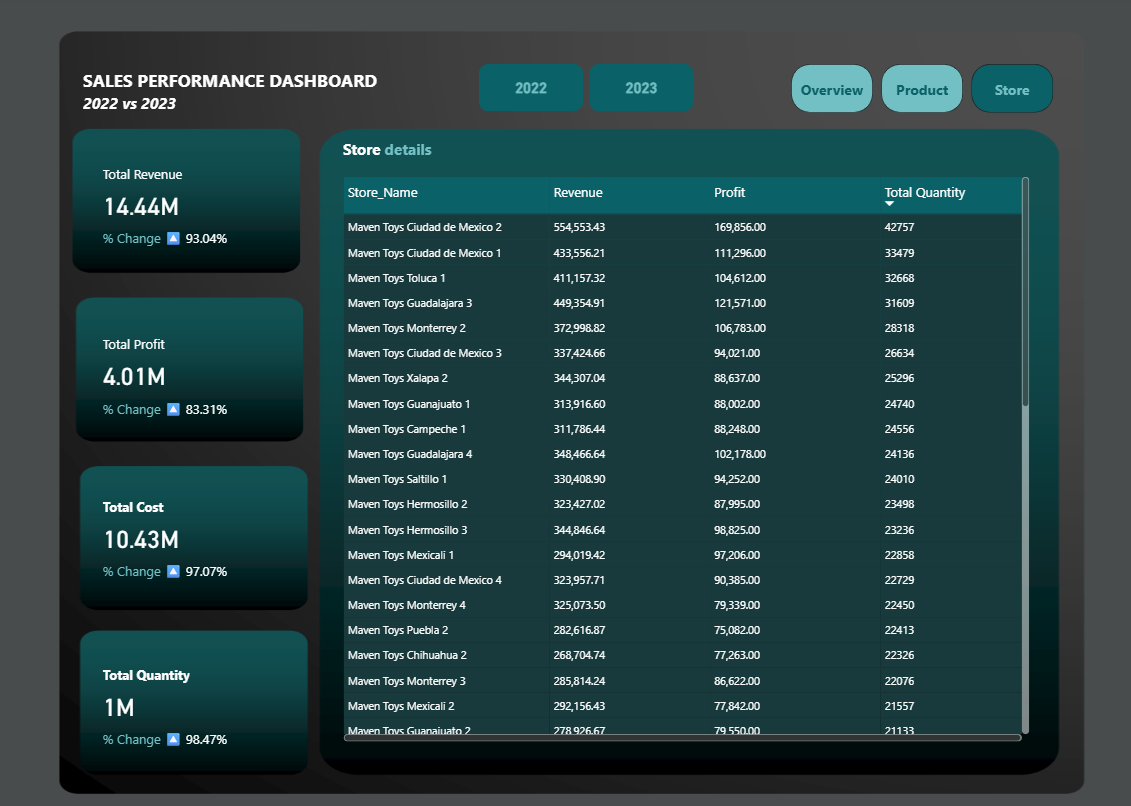 SALES PERFORMANCE DASHBOARD
2022 vs 2023
2022 2023
Overview Product Store
Total Revenue
14.44M
% Change 🔼 93.04%
Total Profit
4.01M
% Change 🔼 83.31%
Total Cost
10.43M
% Change 🔼 97.07%
Total Quantity
1M
% Change 🔼 98.47%
Store details
Store_Name Revenue Profit Total Quantity
Maven Toys Ciudad de Mexico 2 554,553.43 169,856.00 42757
Maven Toys Ciudad de Mexico 1 433,556.21 111,296.00 33479
Maven Toys Toluca 1 411,157.32 104,612.00 32668
Maven Toys Guadalajara 3 449,354.91 121,571.00 31609
Maven Toys Monterrey 2 372,998.82 106,783.00 28318
Maven Toys Ciudad de Mexico 3 337,424.66 94,021.00 26634
Maven Toys Xalapa 2 344,307.04 88,637.00 25296
Maven Toys Guanajuato 1 313,916.60 88,002.00 24740
Maven Toys Campeche 1 311,786.44 88,248.00 24556
Maven Toys Guadalajara 4 348,466.64 102,178.00 24136
Maven Toys Saltillo 1 330,408.90 94,252.00 24010
Maven Toys Hermosillo 2 323,427.02 87,995.00 23498
Maven Toys Hermosillo 3 344,846.64 98,825.00 23236
Maven Toys Mexicali 1 294,019.42 97,206.00 22858
Maven Toys Ciudad de Mexico 4 323,957.71 90,385.00 22729
Maven Toys Monterrey 4 325,073.50 79,339.00 22450
Maven Toys Puebla 2 282,616.87 75,082.00 22413
Maven Toys Chihuahua 2 268,704.74 77,263.00 22326
Maven Toys Monterrey 3 285,814.24 86,622.00 22076
Maven Toys Mexicali 2 292,156.43 77,842.00 21557
Maven Toys Guanajuato 2 278,926.67 79,550.00 21133